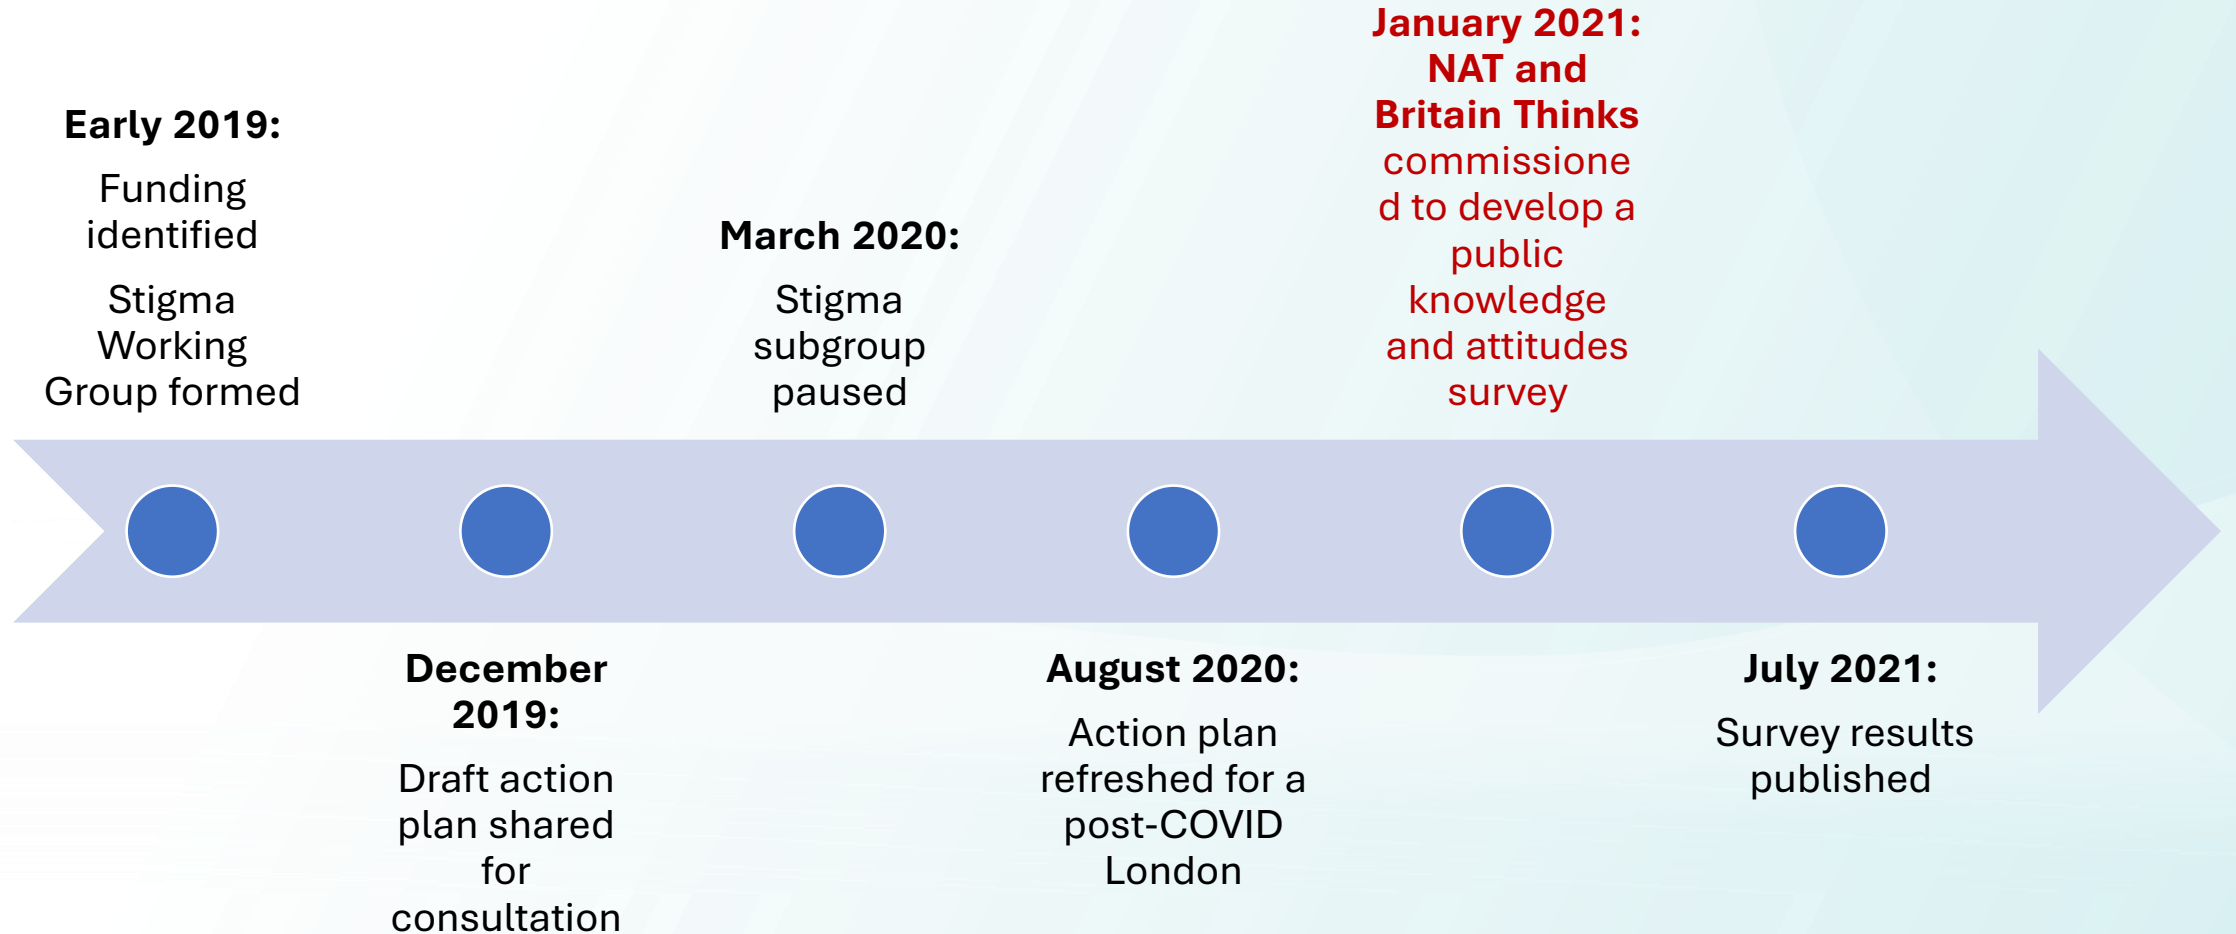 Early 2019:
Funding
identified
Stigma
Working
Group formed
December
2019:
Draft action
plan shared
for
consultation
March 2020:
Stigma
subgroup
paused
August 2020:
Action plan
refreshed for a
post-COVID
London
January 2021:
NAT and
Britain Thinks
commissione
d to develop a
public
knowledge
and attitudes
survey
July 2021:
Survey results
published